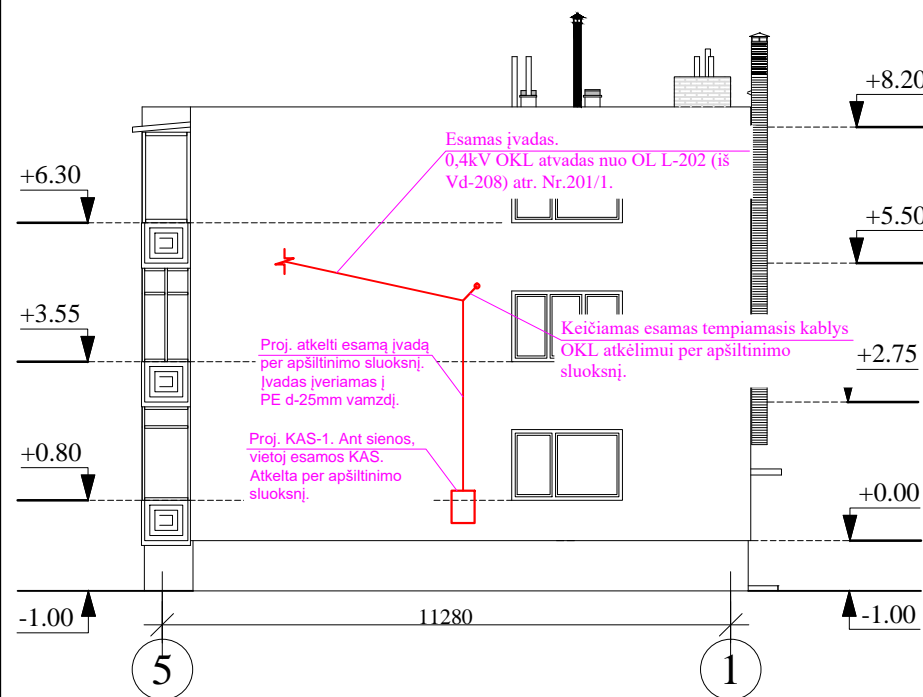 +8.20
Esamas įvadas.
0,4kV OKL atvadas nuo OL L-202 (iš
Vd-208) atr. Nr.201/1.
+6.30
+5.50
+3.55
Keičiamas esamas tempiamasis kablys
OKL atkėlimui per apšiltinimo
sluoksnį.
Proj. atkelti esamą įvadą
per apšiltinimo sluoksnį.
Įvadas įveriamas į
PE d-25mm vamzdį.
+2.75
Proj. KAS-1. Ant sienos,
vietoj esamos KAS.
Atkelta per apšiltinimo
sluoksnį.
+0.80
+0.00
-1.00
11280
-1.00
5
1